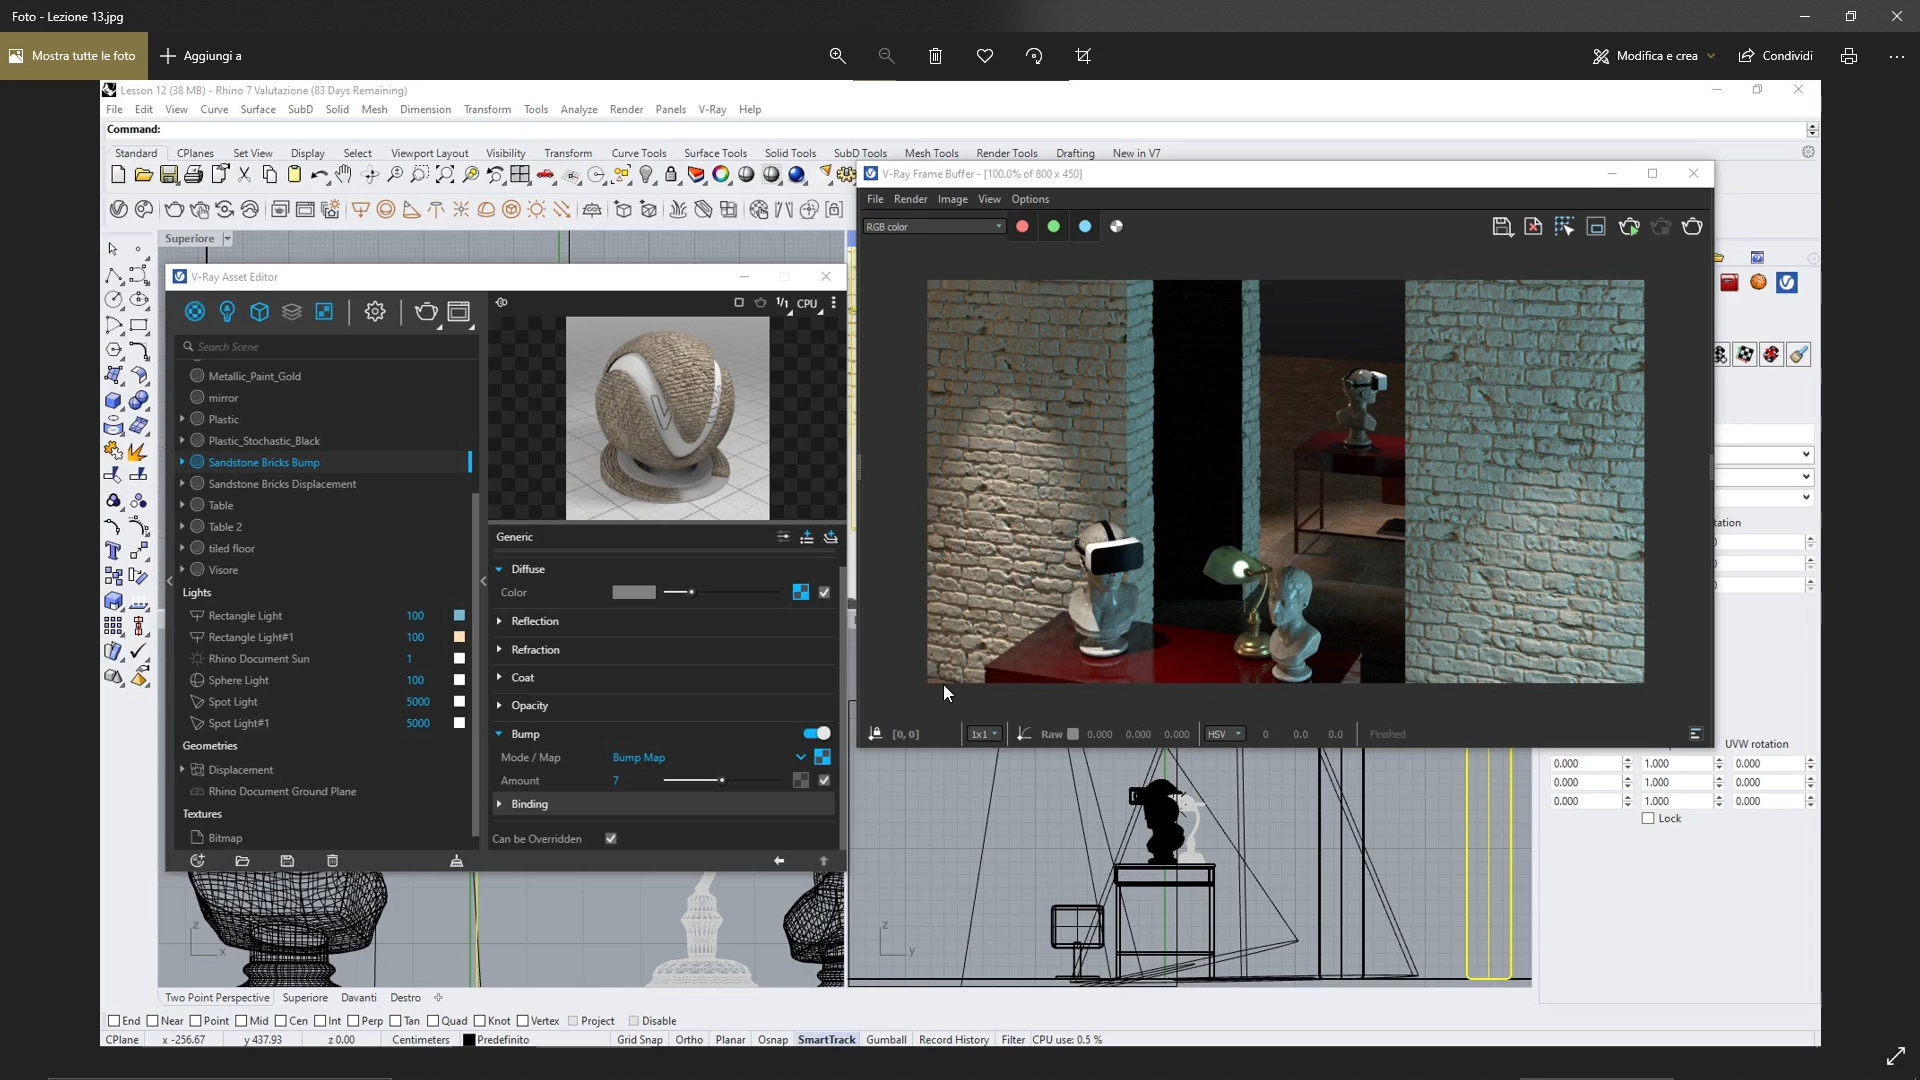 Foto - Lezione 13.jpg
Mostra tutte le foto
Aggiungi a
Modifica e crea
Condividi
Lesson 12 (38 MB) - Rhino 7 Valutazione (83 Days Remaining)
File Edit View Curve Surface SubD Solid Mesh Dimension Transform Tools Analyze Render Panels V-Ray Help
Command:
Standard CPlanes Set View Display Select Viewport Layout Visibility Transform Curve Tools Surface Tools Solid Tools SubD Tools Mesh Tools Render Tools Drafting New in V7
V-Ray Frame Buffer - [100.0% of 800 x 450]
File Render Image View Options
RGB color
Superiore
V-Ray Asset Editor
1/1 CPU
Search Scene
Metallic_Paint_Gold
mirror
Plastic
Plastic_Stochastic_Black
Sandstone Bricks Bump
Sandstone Bricks Displacement
Table
Table 2
tiled floor
Visore
Lights
Rectangle Light 100
Rectangle Light#1 100
Rhino Document Sun 1
Sphere Light 100
Spot Light 5000
Spot Light#1 5000
Geometries
Displacement
Rhino Document Ground Plane
Textures
Bitmap
Generic
Diffuse
Color
Reflection
Refraction
Coat
Opacity
Bump
Mode / Map Bump Map
Amount 7
Binding
Can be Overridden
[0, 0] 1x1 Raw 0.000 0.000 0.000 HSV 0 0.0 0.0 Finished
tation
UVW rotation
0.000 1.000 0.000
0.000 1.000 0.000
0.000 1.000 0.000
Lock
z
x
z
y
Two Point Perspective Superiore Davanti Destro
End Near Point Mid Cen Int Perp Tan Quad Knot Vertex Project Disable
CPlane x -256.67 y 437.93 z 0.00 Centimeters Predefinito Grid Snap Ortho Planar Osnap SmartTrack Gumball Record History Filter CPU use: 0.5 %